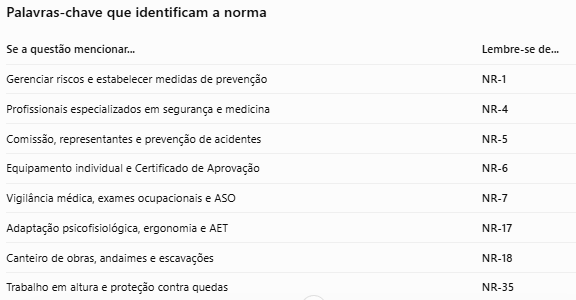 Palavras-chave que identificam a norma
Se a questão mencionar... Lembre-se de...
Gerenciar riscos e estabelecer medidas de prevenção NR-1
Profissionais especializados em segurança e medicina NR-4
Comissão, representantes e prevenção de acidentes NR-5
Equipamento individual e Certificado de Aprovação NR-6
Vigilância médica, exames ocupacionais e ASO NR-7
Adaptação psicofisiológica, ergonomia e AET NR-17
Canteiro de obras, andaimes e escavações NR-18
Trabalho em altura e proteção contra quedas NR-35